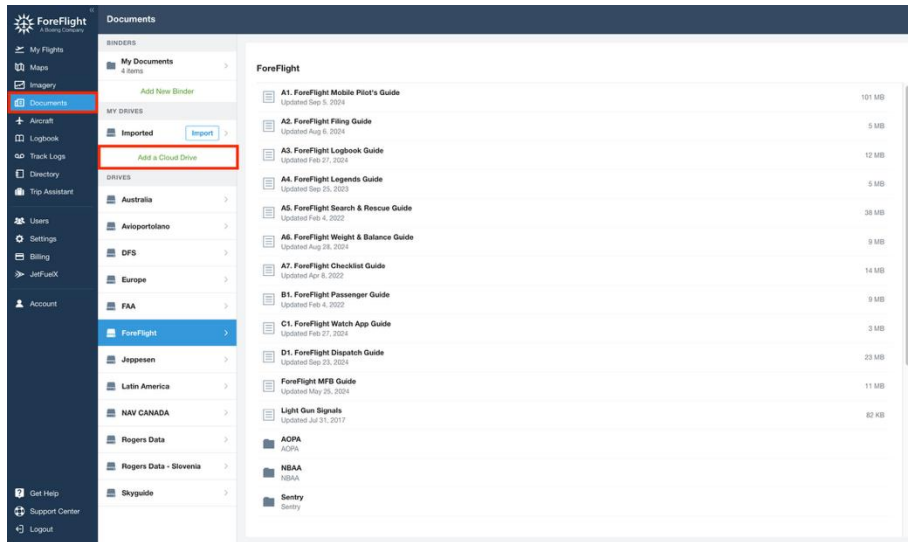 ForeFlight
A Boeing Company
My Flights
Maps
Imagery
Documents
Aircraft
Logbook
Track Logs
Directory
Trip Assistant
Users
Settings
Billing
JetFuelX
Account
Get Help
Support Center
Logout
Documents
BINDERS
My Documents
4 items
Add New Binder
MY DRIVES
Imported Import
Add a Cloud Drive
DRIVES
Australia
Avioportolano
DFS
Europe
FAA
ForeFlight
Jeppesen
Latin America
NAV CANADA
Rogers Data
Rogers Data - Slovenia
Skyguide
ForeFlight
A1. ForeFlight Mobile Pilot's Guide
Updated Sep 5, 2024
101 MB
A2. ForeFlight Filing Guide
Updated Aug 6, 2024
5 MB
A3. ForeFlight Logbook Guide
Updated Feb 27, 2024
12 MB
A4. ForeFlight Legends Guide
Updated Sep 25, 2023
5 MB
A5. ForeFlight Search & Rescue Guide
Updated Feb 4, 2022
38 MB
A6. ForeFlight Weight & Balance Guide
Updated Aug 28, 2024
9 MB
A7. ForeFlight Checklist Guide
Updated Apr 8, 2022
14 MB
B1. ForeFlight Passenger Guide
Updated Feb 4, 2022
9 MB
C1. ForeFlight Watch App Guide
Updated Feb 27, 2024
3 MB
D1. ForeFlight Dispatch Guide
Updated Sep 23, 2024
23 MB
ForeFlight MFB Guide
Updated May 25, 2024
11 MB
Light Gun Signals
Updated Jul 31, 2017
82 KB
AOPA
AOPA
NBAA
NBAA
Sentry
Sentry